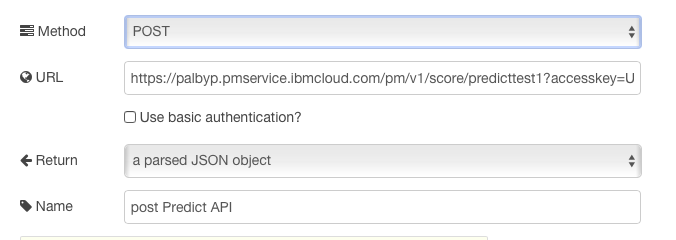 Method POST
URL https://palbyp.pmservice.ibmcloud.com/pm/v1/score/predicttest1?accesskey=U
Use basic authentication?
Return a parsed JSON object
Name post Predict API